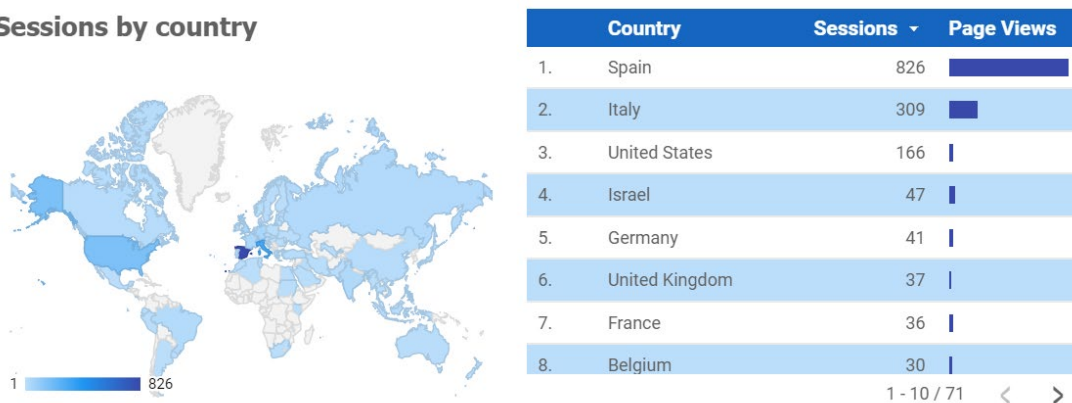 Sessions by country
1 826
Country Sessions Page Views
1. Spain 826
2. Italy 309
3. United States 166
4. Israel 47
5. Germany 41
6. United Kingdom 37
7. France 36
8. Belgium 30
1 - 10 / 71